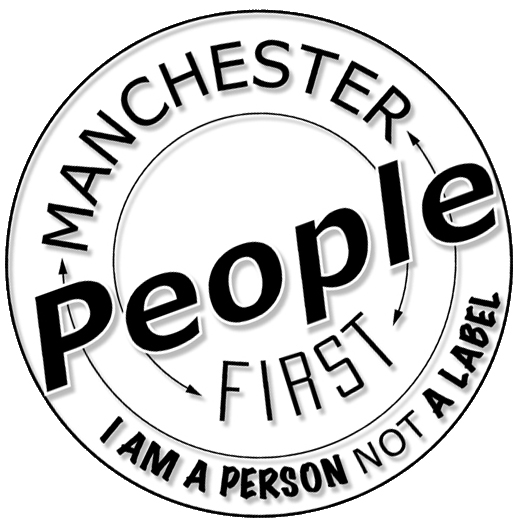 MANCHESTER
People
FIRST
I AM A PERSON NOT A LABEL